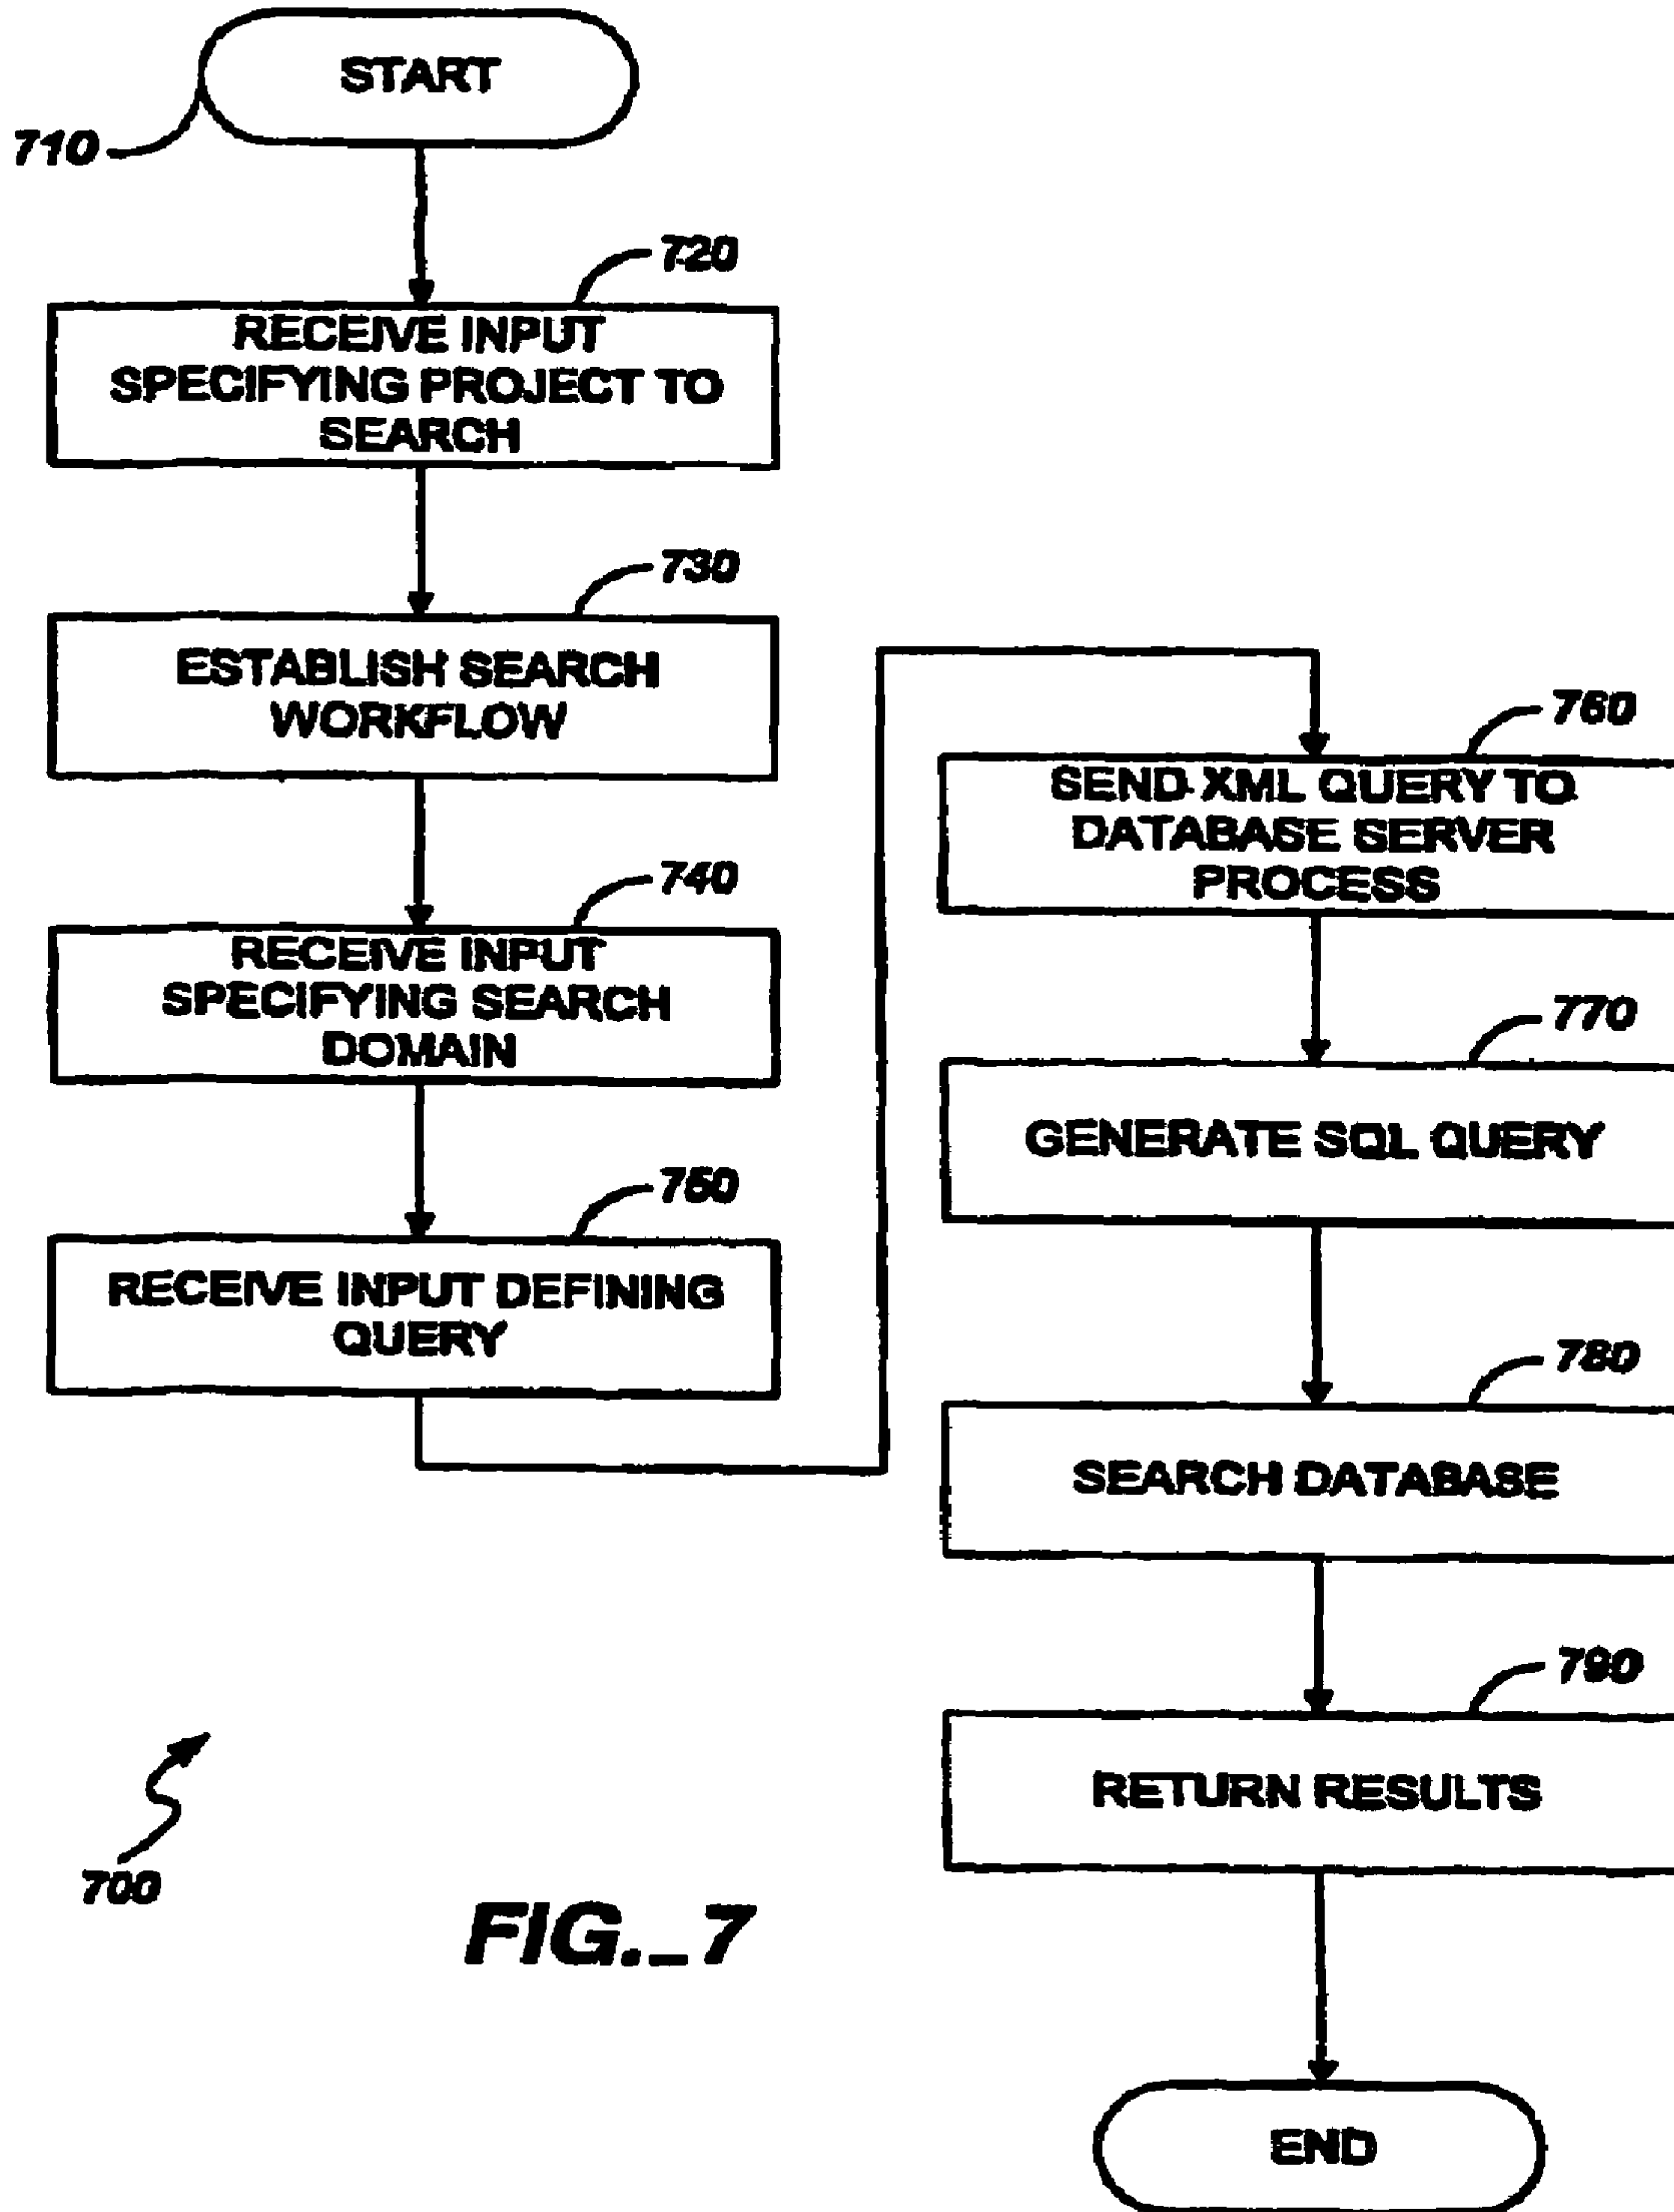 START
710
720
RECEIVE INPUT
SPECIFYING PROJECT TO
SEARCH
730
ESTABLISH SEARCH
WORKFLOW
740
RECEIVE INPUT
SPECIFYING SEARCH
DOMAIN
750
RECEIVE INPUT DEFINING
QUERY
760
SEND XML QUERY TO
DATABASE SERVER
PROCESS
770
GENERATE SQL QUERY
780
SEARCH DATABASE
790
RETURN RESULTS
END
700
FIG._7